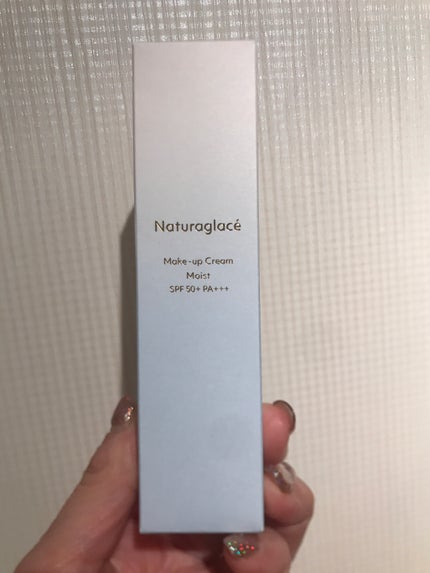 Naturaglacé
Make-up Cream
Moist
SPF 50+ PA+++